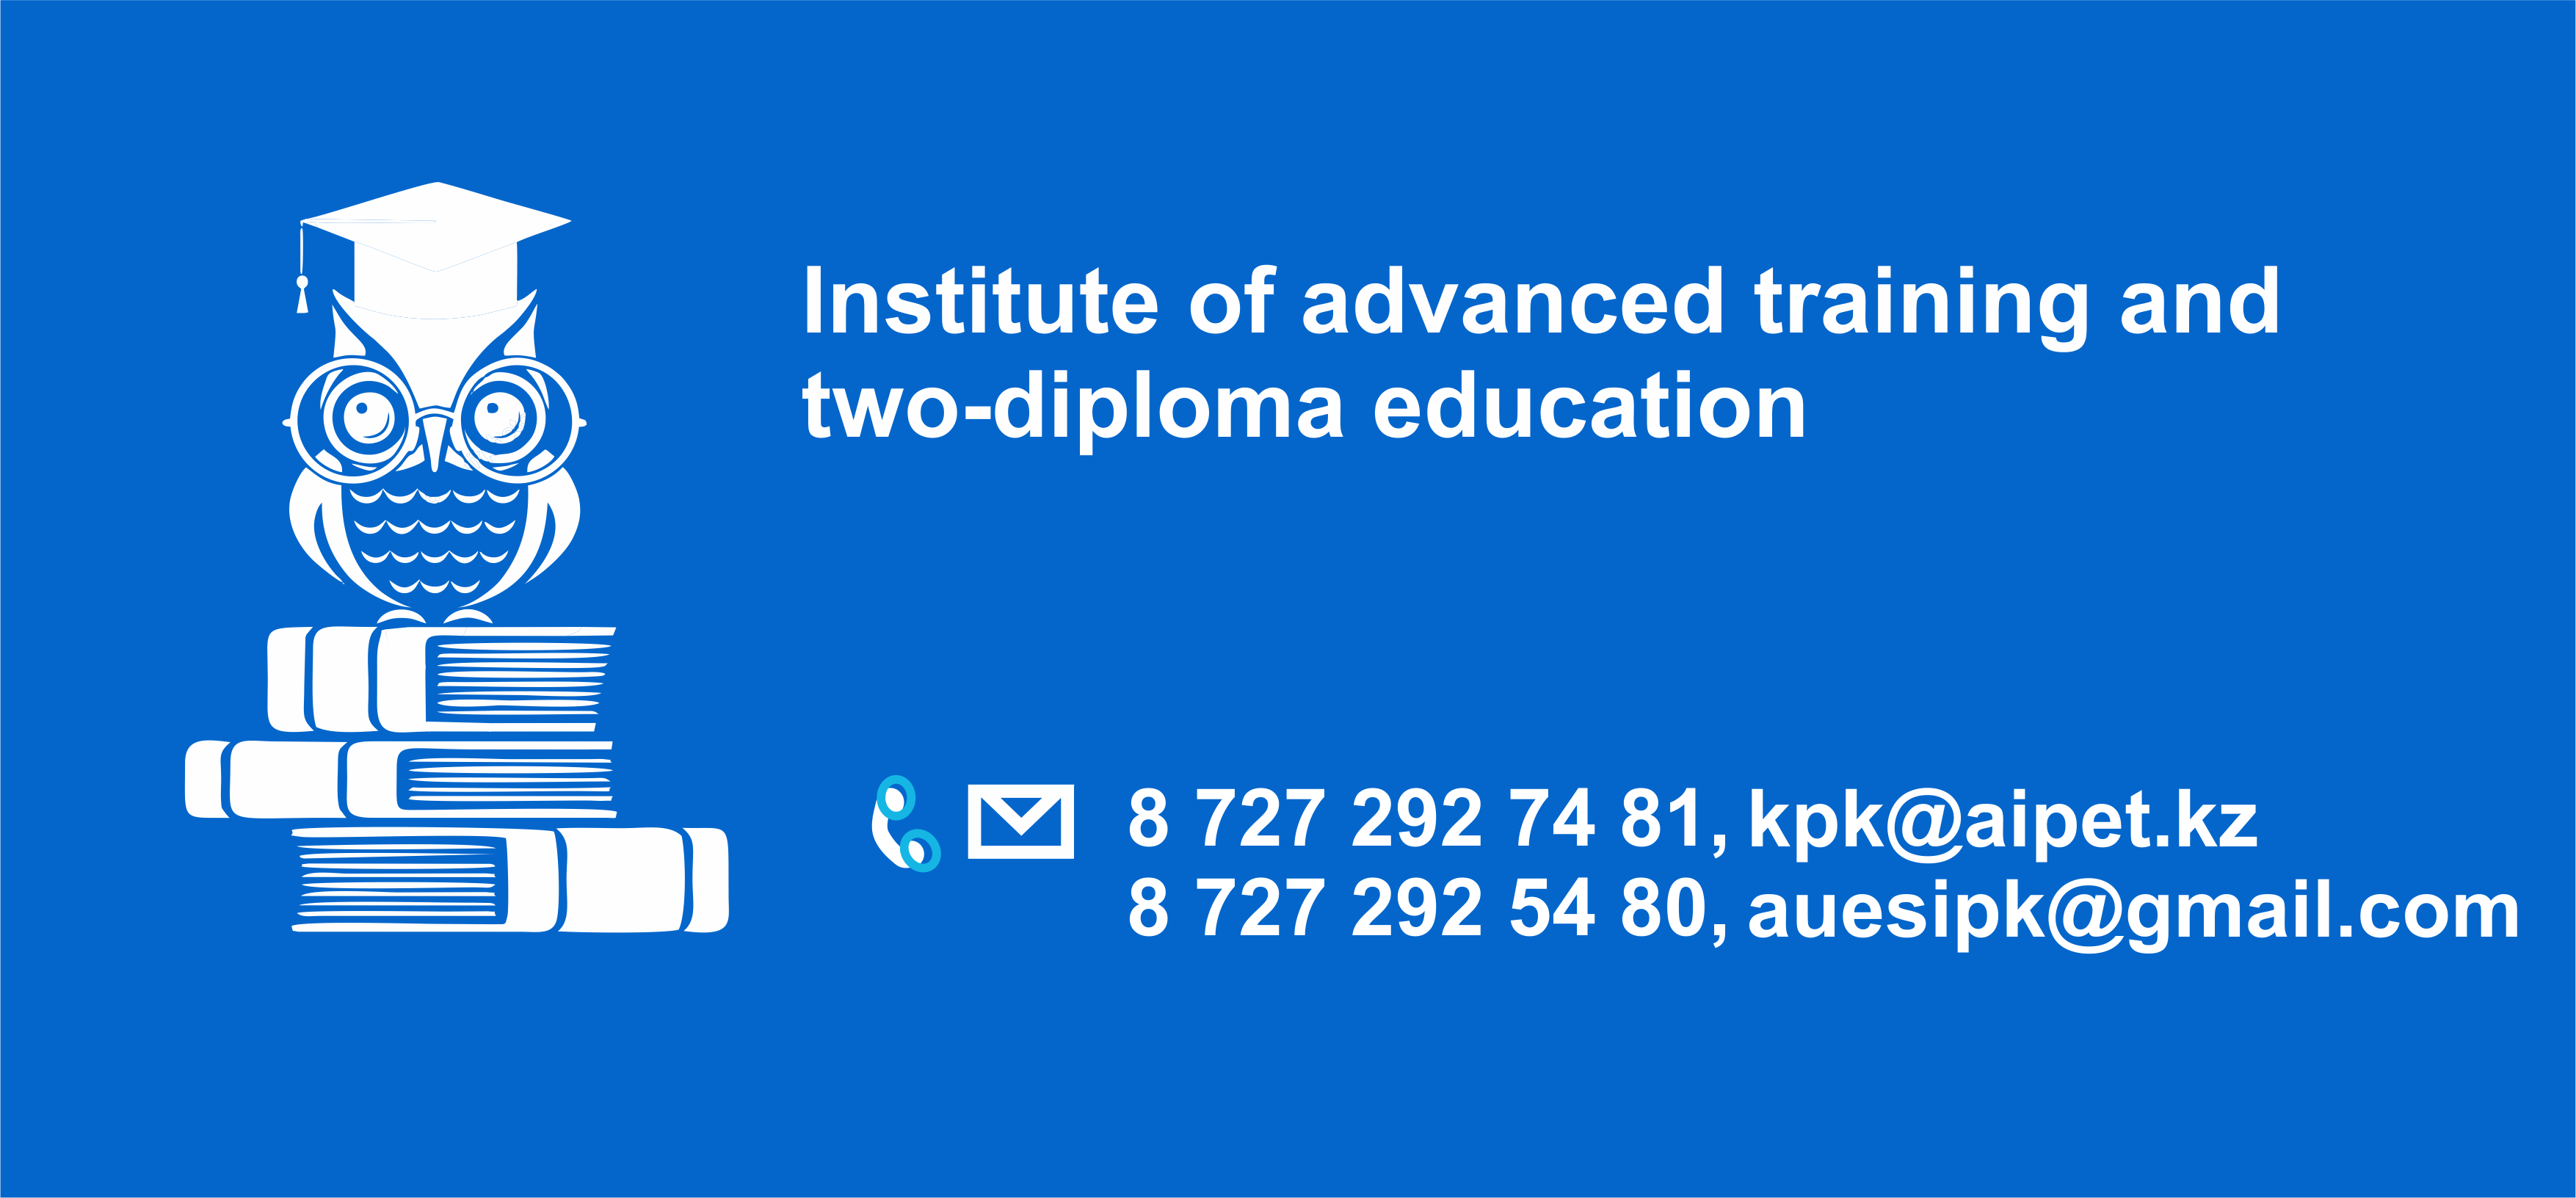 Institute of advanced training and
two-diploma education
8 727 292 74 81, kpk@aipet.kz
8 727 292 54 80, auesipk@gmail.com